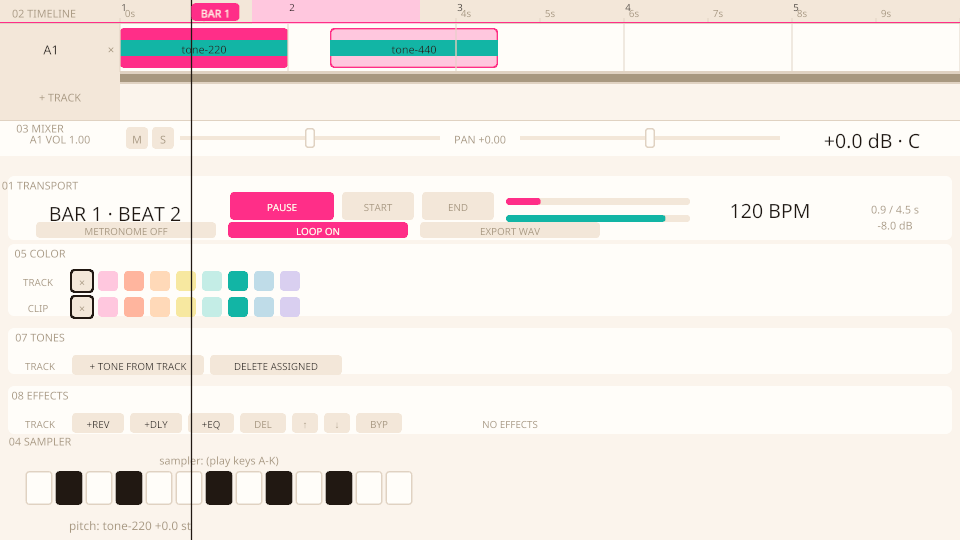 02 TIMELINE 1 0s BAR 1 2 3 4s 5s 4 6s 7s 5 8s 9s
A1 × tone-220 tone-440
+ TRACK
03 MIXER
A1 VOL 1.00 M S PAN +0.00 +0.0 dB · C
01 TRANSPORT
BAR 1 · BEAT 2 PAUSE START END 120 BPM 0.9 / 4.5 s
METRONOME OFF LOOP ON EXPORT WAV -8.0 dB
05 COLOR
TRACK ×
CLIP ×
07 TONES
TRACK + TONE FROM TRACK DELETE ASSIGNED
08 EFFECTS
TRACK +REV +DLY +EQ DEL ↑ ↓ BYP NO EFFECTS
04 SAMPLER
sampler: (play keys A-K)
pitch: tone-220 +0.0 st